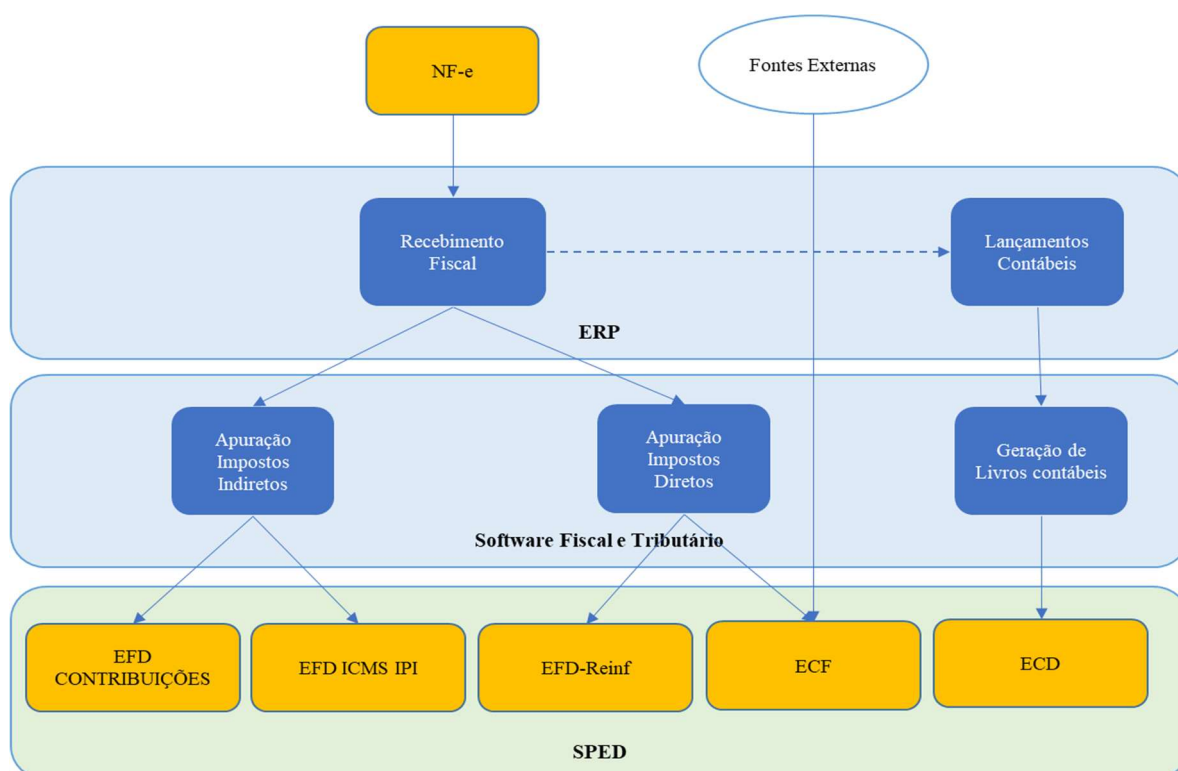 NF-e
Fontes Externas
Recebimento
Fiscal
Lançamentos
Contábeis
ERP
Apuração
Impostos
Indiretos
Apuração
Impostos
Diretos
Geração de
Livros contábeis
Software Fiscal e Tributário
EFD
CONTRIBUIÇÕES
EFD ICMS IPI
EFD-Reinf
ECF
ECD
SPED